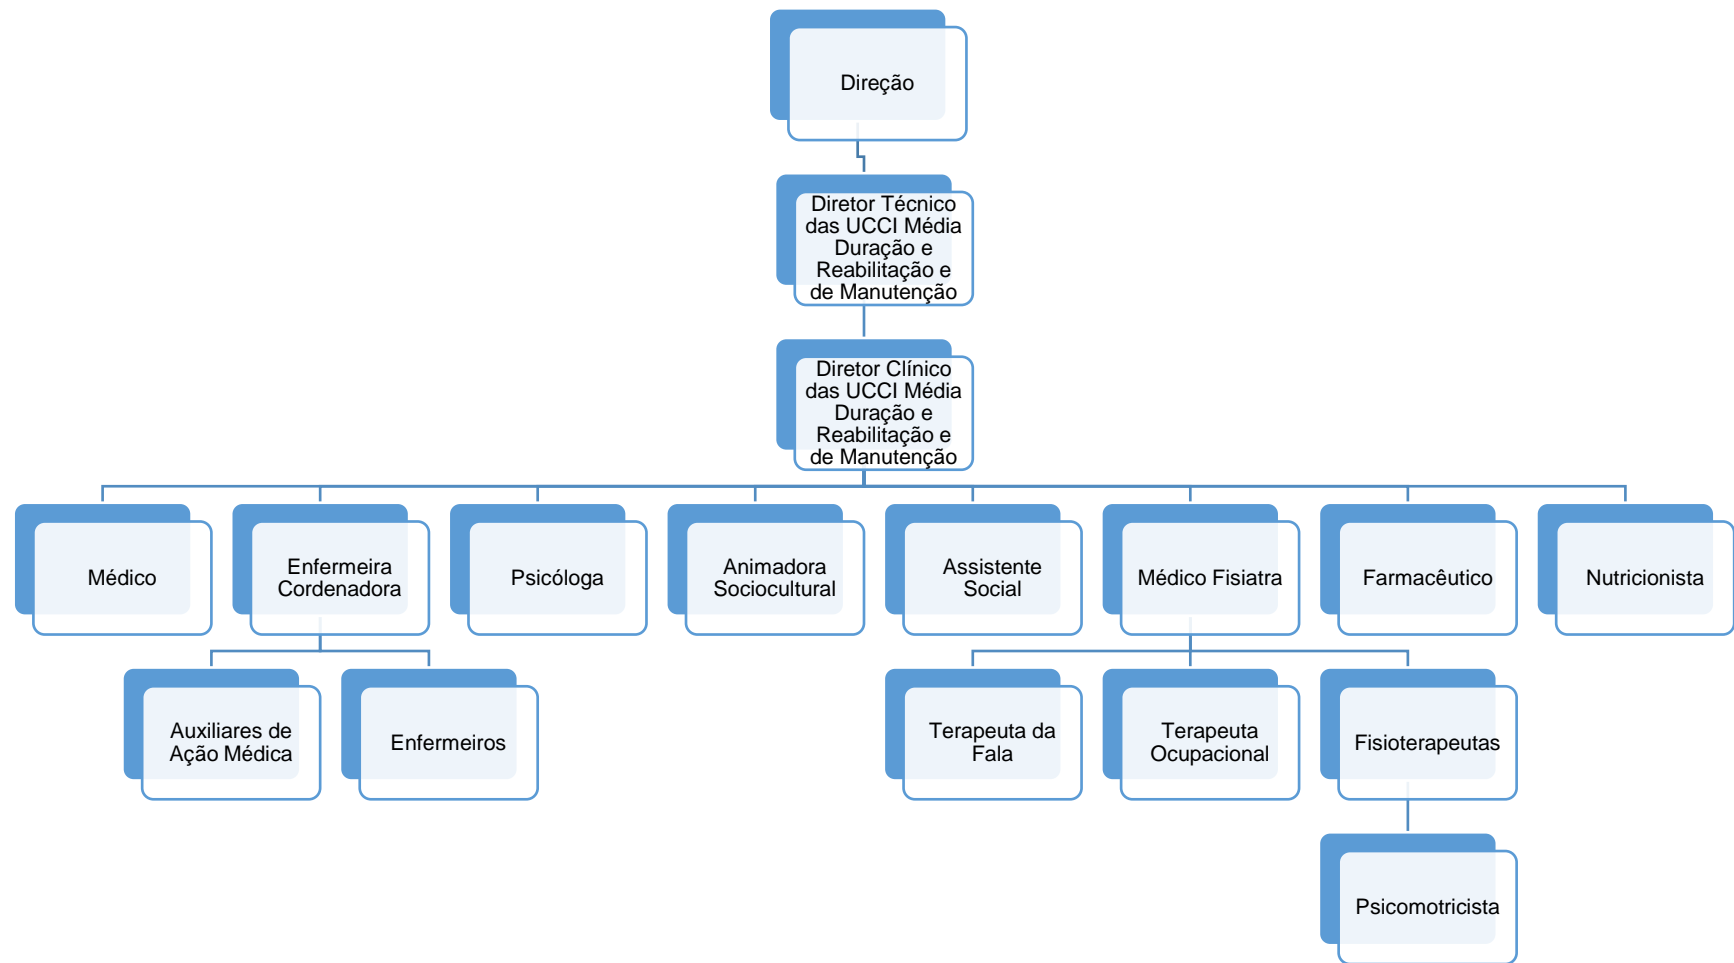 Direção
Diretor Técnico
das UCCI Média
Duração e
Reabilitação e
de Manutenção
Diretor Clínico
das UCCI Média
Duração e
Reabilitação e
de Manutenção
Médico
Enfermeira
Cordenadora
Psicóloga
Animadora
Sociocultural
Assistente
Social
Médico Fisiatra
Farmacêutico
Nutricionista
Auxiliares de
Ação Médica
Enfermeiros
Terapeuta da
Fala
Terapeuta
Ocupacional
Fisioterapeutas
Psicomotricista